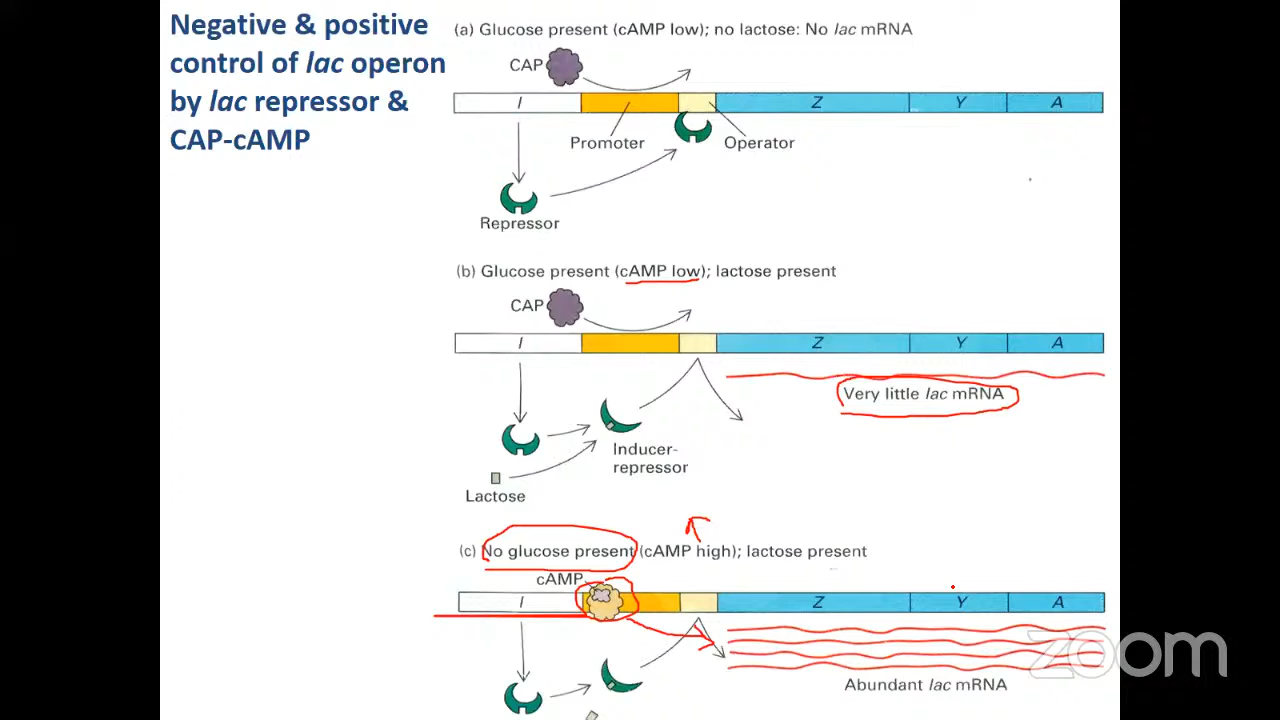 Negative & positive
control of lac operon
by lac repressor &
CAP-cAMP
(a) Glucose present (cAMP low); no lactose: No lac mRNA
CAP
I
Z
Y
A
Promoter
Operator
Repressor
(b) Glucose present (cAMP low); lactose present
CAP
I
Z
Y
A
Very little lac mRNA
Inducer-
repressor
Lactose
(c) No glucose present (cAMP high); lactose present
cAMP
I
Z
Y
A
Abundant lac mRNA
zoom